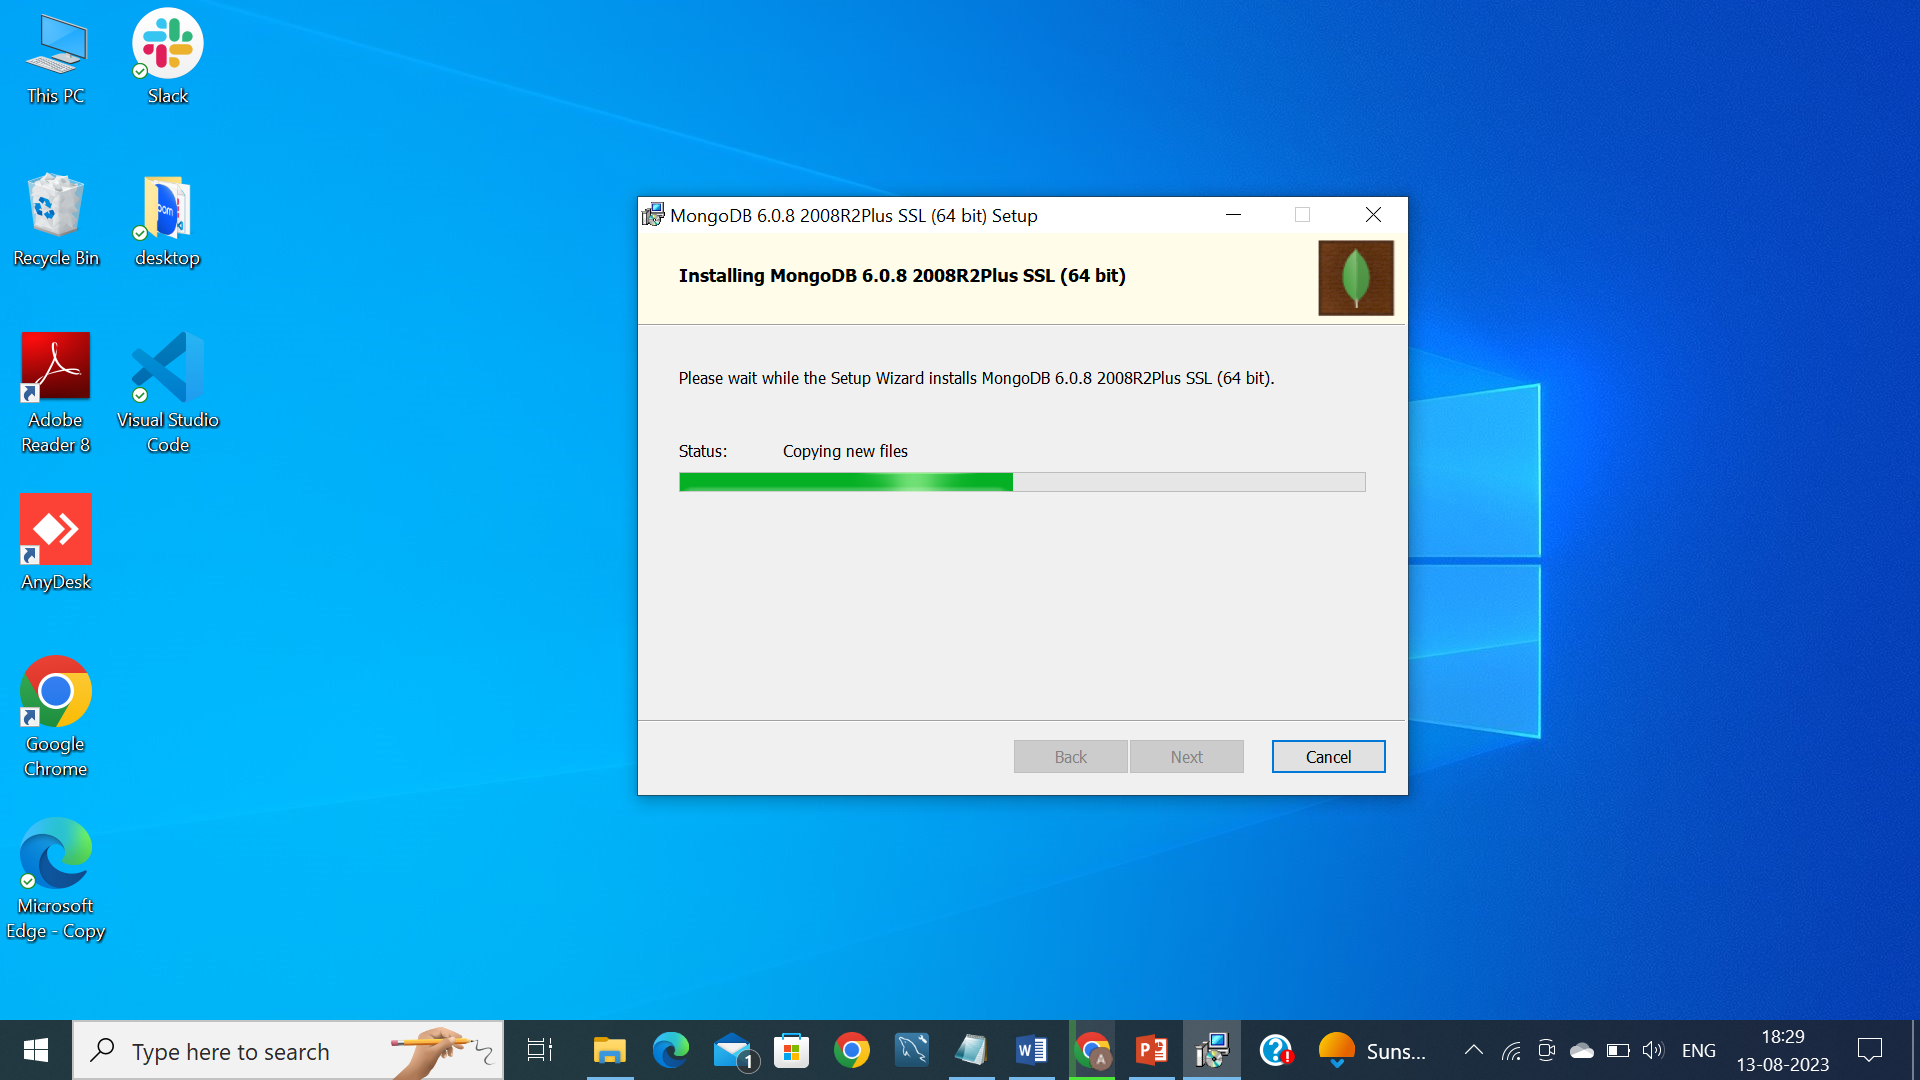 This PC
Slack
Recycle Bin
desktop
Adobe
Reader 8
Visual Studio
Code
AnyDesk
Google
Chrome
Microsoft
Edge - Copy
MongoDB 6.0.8 2008R2Plus SSL (64 bit) Setup
Installing MongoDB 6.0.8 2008R2Plus SSL (64 bit)
Please wait while the Setup Wizard installs MongoDB 6.0.8 2008R2Plus SSL (64 bit).
Status: Copying new files
Back Next Cancel
Type here to search
1
A
Suns...
ENG
18:29
13-08-2023